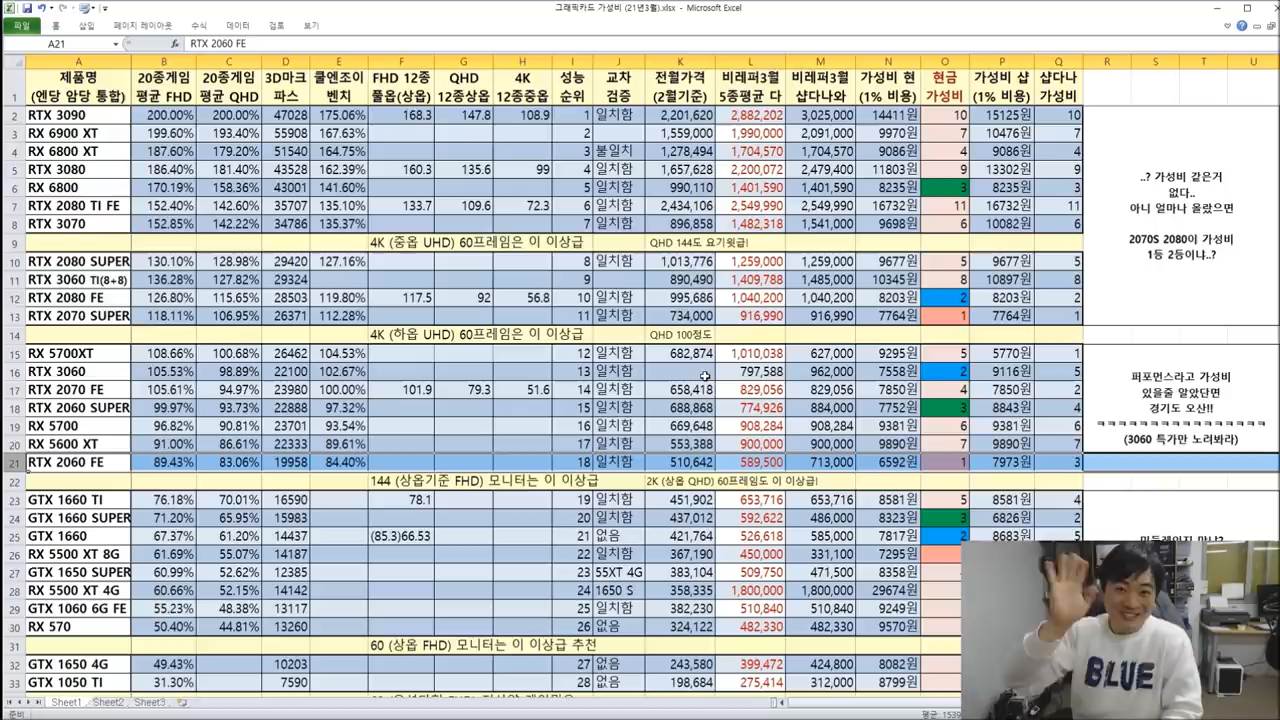 그래픽카드 가성비 (21년3월).xlsx - Microsoft Excel
파일 홈 삽입 페이지 레이아웃 수식 데이터 검토 보기
A21 fx RTX 2060 FE
A B C D E F G H I J K L M N O P Q R S T U
제품명 20종게임 20종게임 3D마크 쿨엔조이 FHD 12종 QHD 4K 성능 교차 전월가격 비레퍼3월 비레퍼3월 가성비 현 현금 가성비 샵 샵다나
1 (엔당 암당 통합) 평균 FHD 평균 QHD 파스 벤치 풀옵(상옵) 12종상옵 12종중옵 순위 검증 (2월기준) 5종평균 다 샵다나와 (1% 비용) 가성비 (1% 비용) 가성비
2 RTX 3090 200.00% 200.00% 47028 175.06% 168.3 147.8 108.9 1 일치함 2,201,620 2,882,202 3,025,000 14411원 10 15125원 10
3 RX 6900 XT 199.60% 193.40% 55908 167.63% 2 1,559,000 1,990,000 2,091,000 9970원 7 10476원 7
4 RX 6800 XT 187.60% 179.20% 51540 164.75% 3 불일치 1,278,494 1,704,570 1,704,570 9086원 4 9086원 4
5 RTX 3080 186.40% 181.40% 43528 162.39% 160.3 135.6 99 4 일치함 1,657,628 2,200,072 2,479,400 11803원 9 13302원 9
6 RX 6800 170.19% 158.36% 43001 141.60% 5 일치함 990,110 1,401,590 1,401,590 8235원 3 8235원 3
7 RTX 2080 TI FE 152.40% 142.60% 35707 135.10% 133.7 109.6 72.3 6 일치함 2,434,106 2,549,990 2,549,990 16732원 11 16732원 11
8 RTX 3070 152.85% 142.22% 34786 135.37% 7 일치함 896,858 1,482,318 1,541,000 9698원 6 10082원 6
..? 가성비 같은거
없다..
아니 얼마나 올랐으면
2070S 2080이 가성비
1등 2등이냐..?
9 4K (중옵 UHD) 60프레임은 이 이상급 QHD 144도 요기윗급!
10 RTX 2080 SUPER 130.10% 128.98% 29420 127.16% 8 일치함 1,013,776 1,259,000 1,259,000 9677원 5 9677원 5
11 RTX 3060 TI(8+8) 136.28% 127.82% 29324 9 890,490 1,409,788 1,409,785 10345원 8 10897원 8
12 RTX 2080 FE 126.80% 115.65% 28503 119.80% 117.5 92 56.8 10 일치함 995,686 1,040,200 1,040,200 8203원 2 8203원 2
13 RTX 2070 SUPER 118.11% 106.95% 26371 112.28% 11 일치함 734,000 916,990 916,990 7764원 1 7764원 1
14 4K (하옵 UHD) 60프레임은 이 이상급 QHD 100정도
15 RX 5700XT 108.66% 100.68% 26462 104.53% 12 일치함 682,874 1,010,038 627,000 9295원 5 5770원 1
16 RTX 3060 105.53% 98.89% 22100 102.67% 13 일치함 797,588 962,000 7558원 2 9116원 5
17 RTX 2070 FE 105.61% 94.97% 23980 100.00% 101.9 79.3 51.6 14 일치함 658,418 829,056 829,056 7850원 4 7850원 2
18 RTX 2060 SUPER 99.97% 93.73% 22888 97.32% 15 일치함 688,868 774,926 884,000 7752원 3 8843원 4
19 RX 5700 96.82% 90.81% 23701 93.54% 16 일치함 669,648 908,284 908,284 9381원 6 9381원 6
20 RX 5600 XT 91.00% 86.61% 22333 89.61% 17 일치함 553,388 900,000 900,000 9890원 7 9890원 7
21 RTX 2060 FE 89.43% 83.06% 19958 84.40% 18 일치함 510,642 589,500 713,000 6592원 1 7973원 3
퍼포먼스라고 가성비
있을줄 알았단면
경기도 오산!!
ㅋㅋㅋㅋㅋㅋㅋㅋㅋㅋㅋㅋㅋㅋㅋ
(3060 특가만 노려봐라)
22 144 (상옵기준 FHD) 모니터는 이 이상급 2K (상옵 QHD) 60프레임도 이 이상급!
23 GTX 1660 TI 76.18% 70.01% 16590 78.1 19 일치함 451,902 653,716 653,716 8581원 5 8581원 4
24 GTX 1660 SUPER 71.20% 65.95% 15983 20 일치함 437,012 592,622 486,000 8323원 3 6826원 2
25 GTX 1660 67.37% 61.20% 14437 (85.3)66.53 21 없음 421,764 526,618 585,000 7817원 2 8683원 5
26 RX 5500 XT 8G 61.69% 55.07% 14187 22 일치함 367,190 450,000 331,100 7295원
27 GTX 1650 SUPER 60.99% 52.62% 12385 23 55XT 4G 383,104 509,750 471,500 8358원
28 RX 5500 XT 4G 60.66% 52.15% 14142 24 1650 S 358,335 1,800,000 1,800,000 29674원
29 GTX 1060 6G FE 55.23% 48.38% 13117 25 일치함 382,230 510,840 510,840 9249원
30 RX 570 50.40% 44.81% 13260 26 없음 324,122 482,330 482,330 9570원
31 60 (상옵 FHD) 모니터는 이 이상급 추천
32 GTX 1650 4G 49.43% 10203 27 없음 243,580 399,472 424,800 8082원
33 GTX 1050 TI 31.30% 7590 28 없음 198,684 275,414 312,000 8799원
BLUE
Sheet1 Sheet2 Sheet3
준비